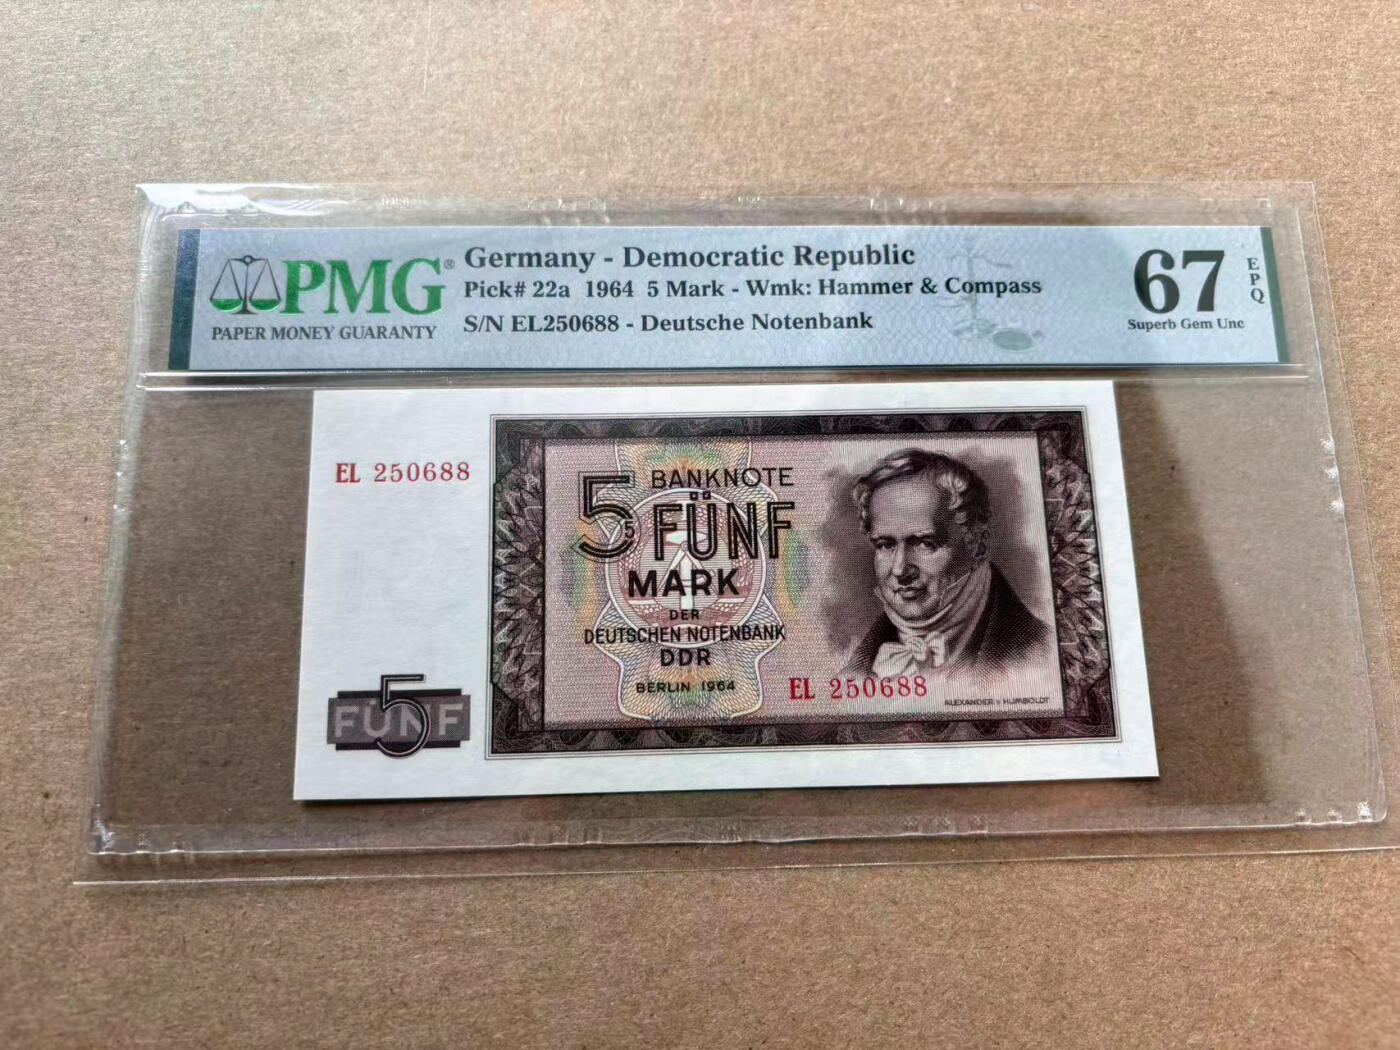 PMG®
PAPER MONEY GUARANTY
Germany - Democratic Republic
Pick# 22a 1964 5 Mark - Wmk: Hammer & Compass
S/N EL250688 - Deutsche Notenbank
67
EPQ
Superb Gem Unc
EL 250688
5
5
BANKNOTE
FÜNF
MARK
DER
DEUTSCHEN NOTENBANK
DDR
BERLIN 1964
EL 250688
ALEXANDER v. HUMBOLDT
5
FÜNF